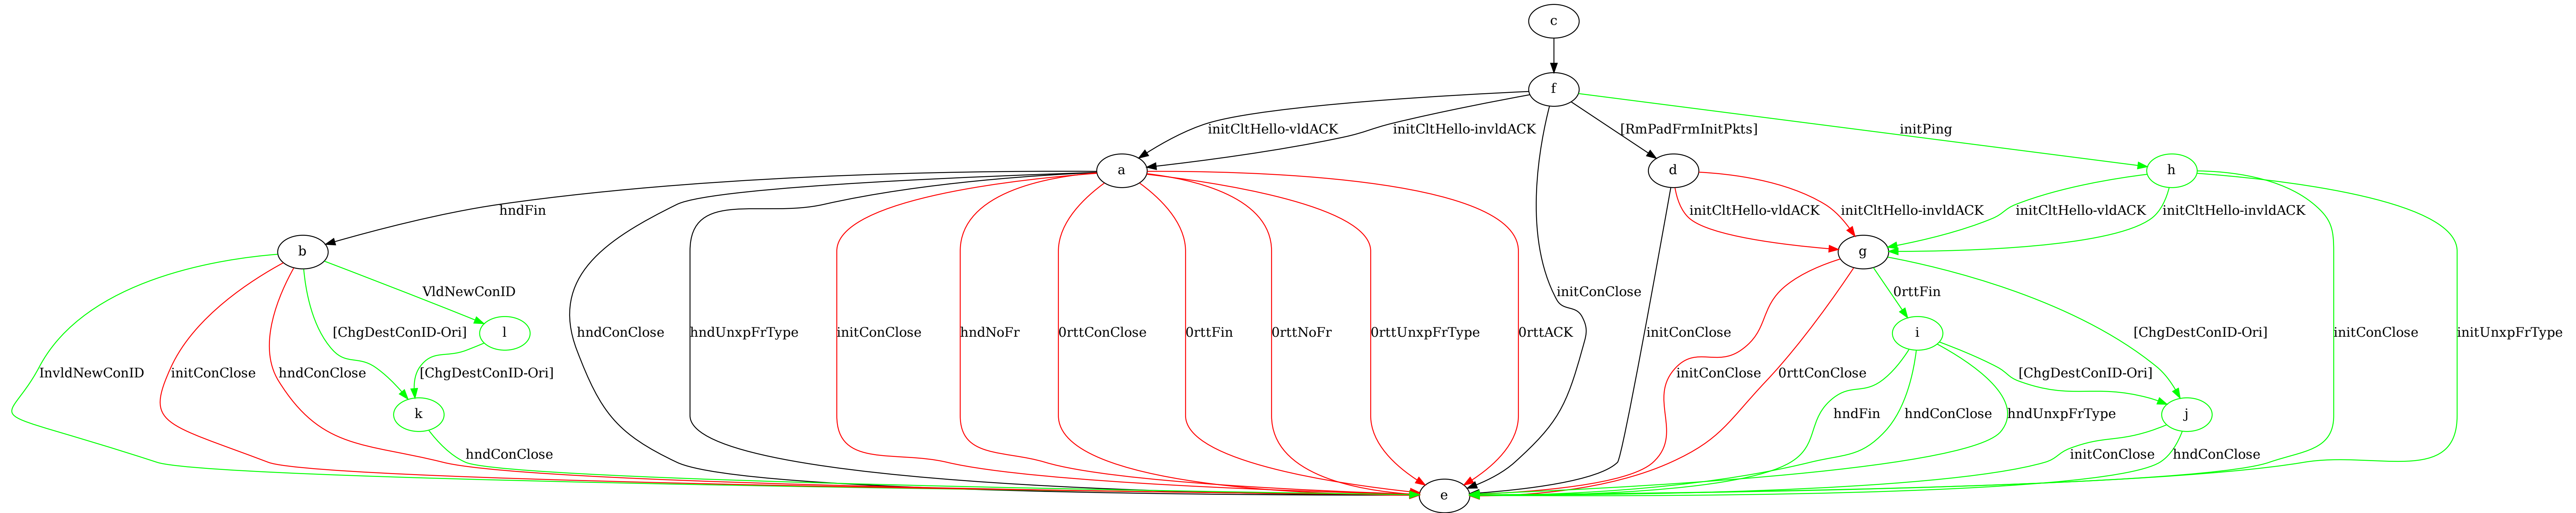 c
f
initCltHello-vldACK
initCltHello-invldACK
[RmPadFrmInitPkts]
initPing
a
d
h
hndFin
initCltHello-vldACK
initCltHello-invldACK
initCltHello-vldACK
initCltHello-invldACK
b
g
VldNewConID
initConClose
0rttFin
[ChgDestConID-Ori]
l
hndConClose
hndUnxpFrType
initConClose
hndNoFr
0rttConClose
0rttFin
0rttNoFr
0rttUnxpFrType
0rttACK
initConClose
i
[ChgDestConID-Ori]
initConClose
initUnxpFrType
InvldNewConID
initConClose
hndConClose
[ChgDestConID-Ori]
initConClose
0rttConClose
[ChgDestConID-Ori]
k
hndFin
hndConClose
hndUnxpFrType
j
hndConClose
initConClose
hndConClose
e